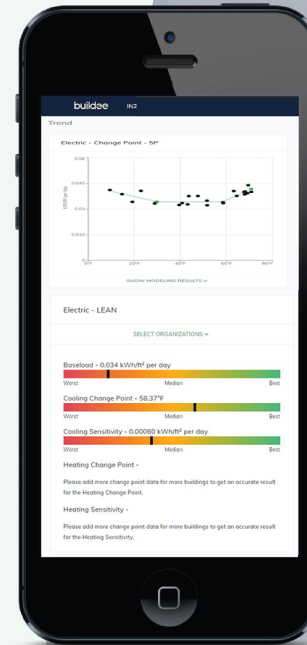 buildee IN2
Trend
Electric - Change Point - 5P
0.06
0.045
0.03
0.015
0
0°F 20°F 40°F 60°F 80°F
SHOW MODELING RESULTS
Electric - LEAN
SELECT ORGANIZATIONS
Baseload - 0.034 kWh/ft² per day
Worst Median Best
Cooling Change Point - 58.37°F
Worst Median Best
Cooling Sensitivity - 0.00060 kWh/ft² per day
Worst Median Best
Heating Change Point -
Please add more change point data for more buildings to get an accurate result
for the Heating Change Point.
Heating Sensitivity -
Please add more change point data for more buildings to get an accurate result
for the Heating Sensitivity.